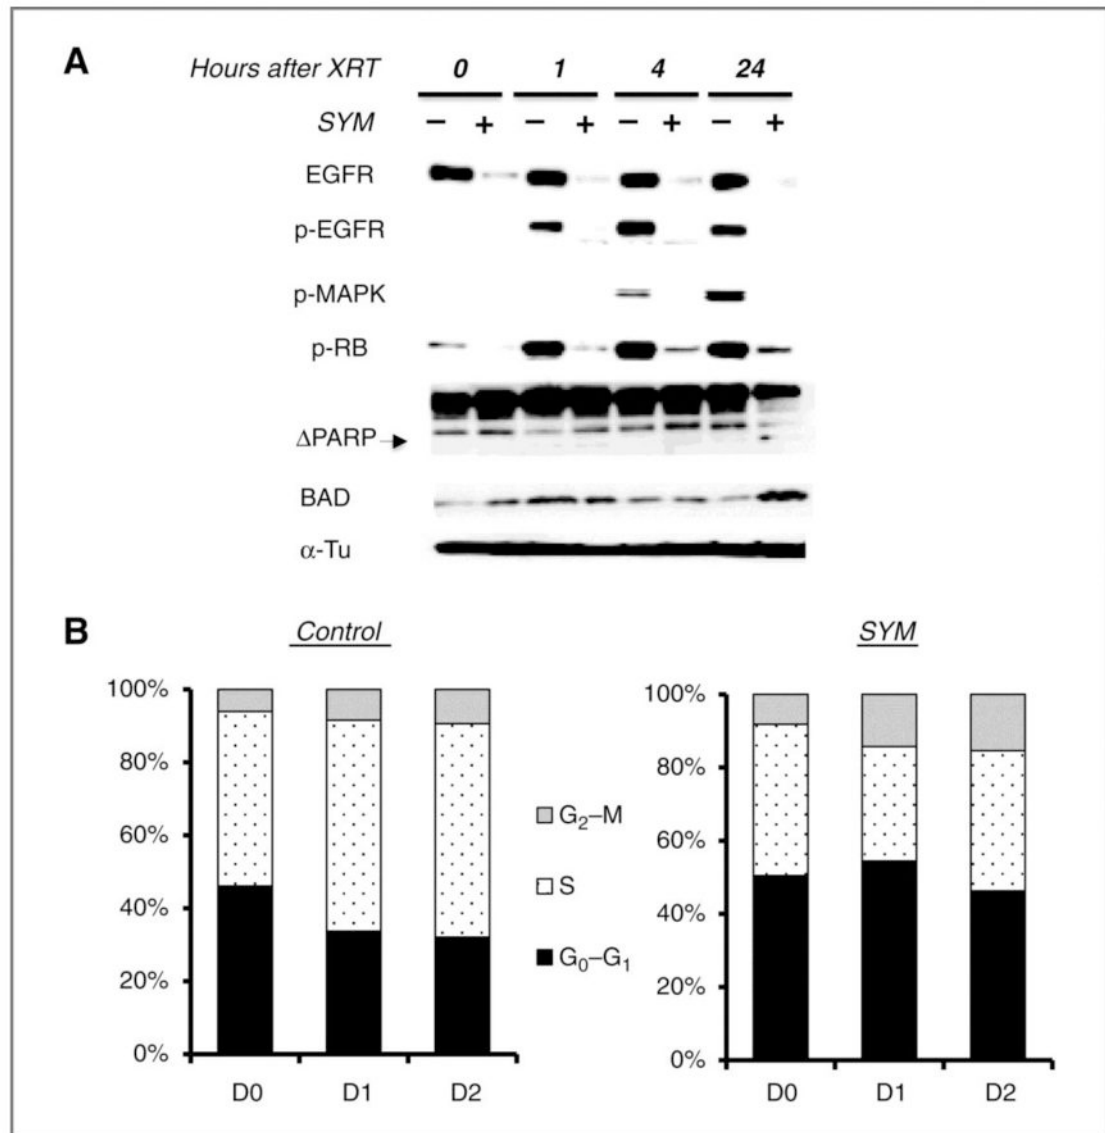 A
Hours after XRT 0 1 4 24
SYM − + − + − + − +
EGFR
p-EGFR
p-MAPK
p-RB
ΔPARP
BAD
α-Tu
B
Control
SYM
100%
80%
60%
40%
20%
0%
D0 D1 D2
G₂–M
S
G₀–G₁
100%
80%
60%
40%
20%
0%
D0 D1 D2